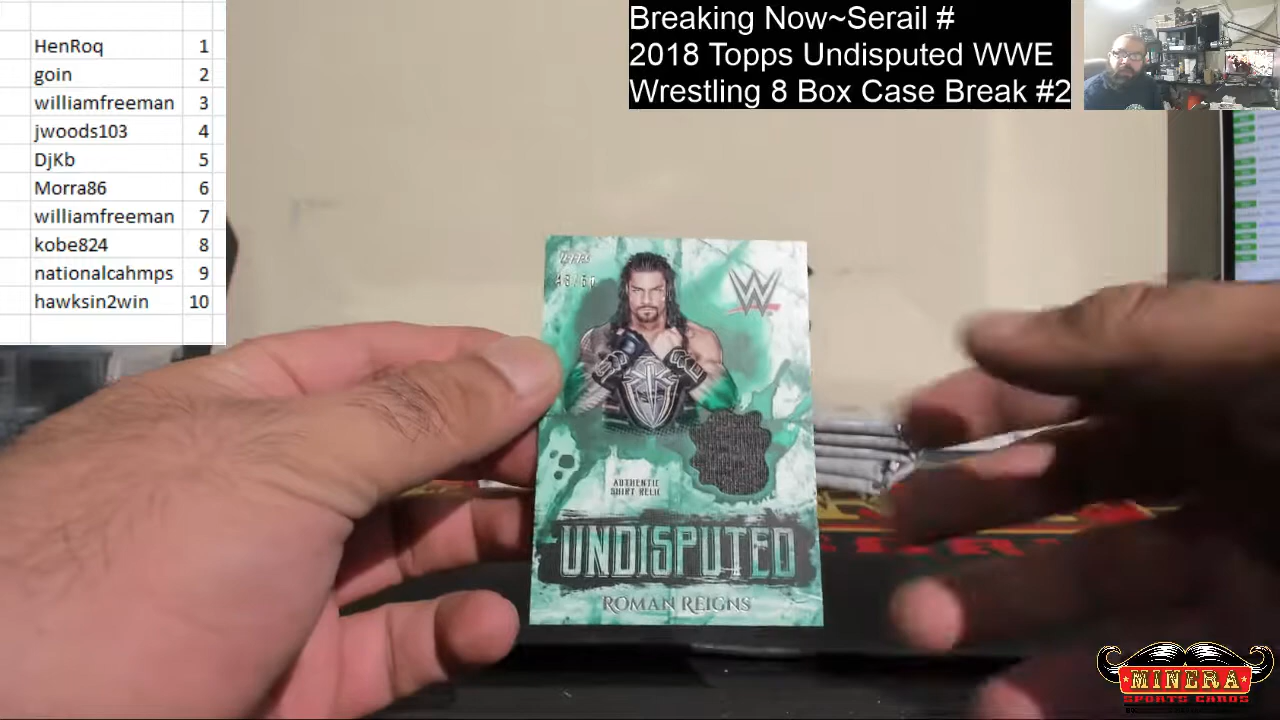 HenRoq 1
goin 2
williamfreeman 3
jwoods103 4
DjKb 5
Morra86 6
williamfreeman 7
kobe824 8
nationalcahmps 9
hawksin2win 10
Breaking Now~Serail #
2018 Topps Undisputed WWE
Wrestling 8 Box Case Break #2
W
AUTHENTIC
SHIRT RELIC
UNDISPUTED
ROMAN REIGNS
MINERA
SPORTS CARDS